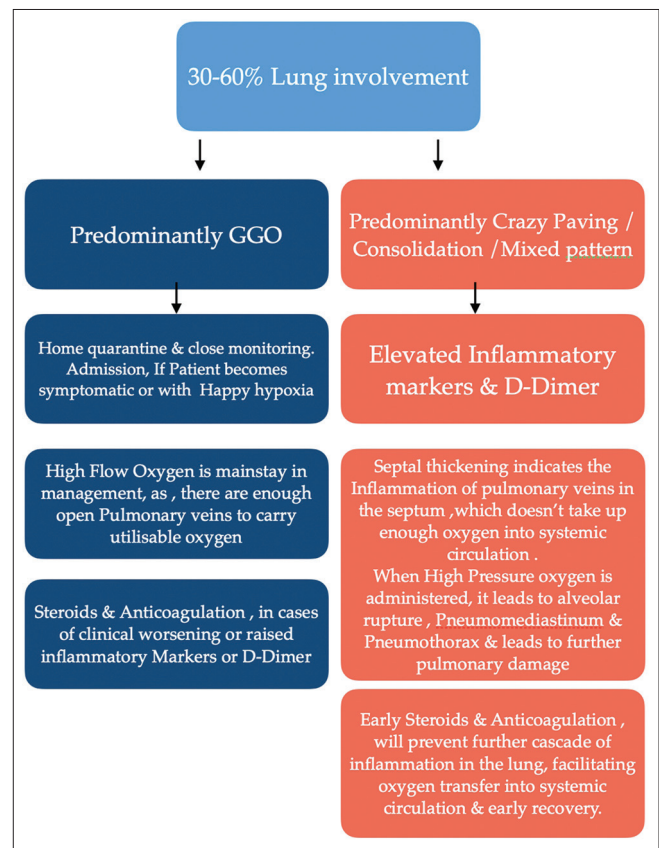 30-60% Lung involvement
Predominantly GGO
Home quarantine & close monitoring.
Admission, If Patient becomes
symptomatic or with Happy hypoxia
High Flow Oxygen is mainstay in
management, as , there are enough
open Pulmonary veins to carry
utilisable oxygen
Steroids & Anticoagulation , in cases
of clinical worsening or raised
inflammatory Markers or D-Dimer
Predominantly Crazy Paving /
Consolidation /Mixed pattern
Elevated Inflammatory
markers & D-Dimer
Septal thickening indicates the
Inflammation of pulmonary veins in
the septum ,which doesn't take up
enough oxygen into systemic
circulation .
When High Pressure oxygen is
administered, it leads to alveolar
rupture , Pneumomediastinum &
Pneumothorax & leads to further
pulmonary damage
Early Steroids & Anticoagulation ,
will prevent further cascade of
inflammation in the lung, facilitating
oxygen transfer into systemic
circulation & early recovery.